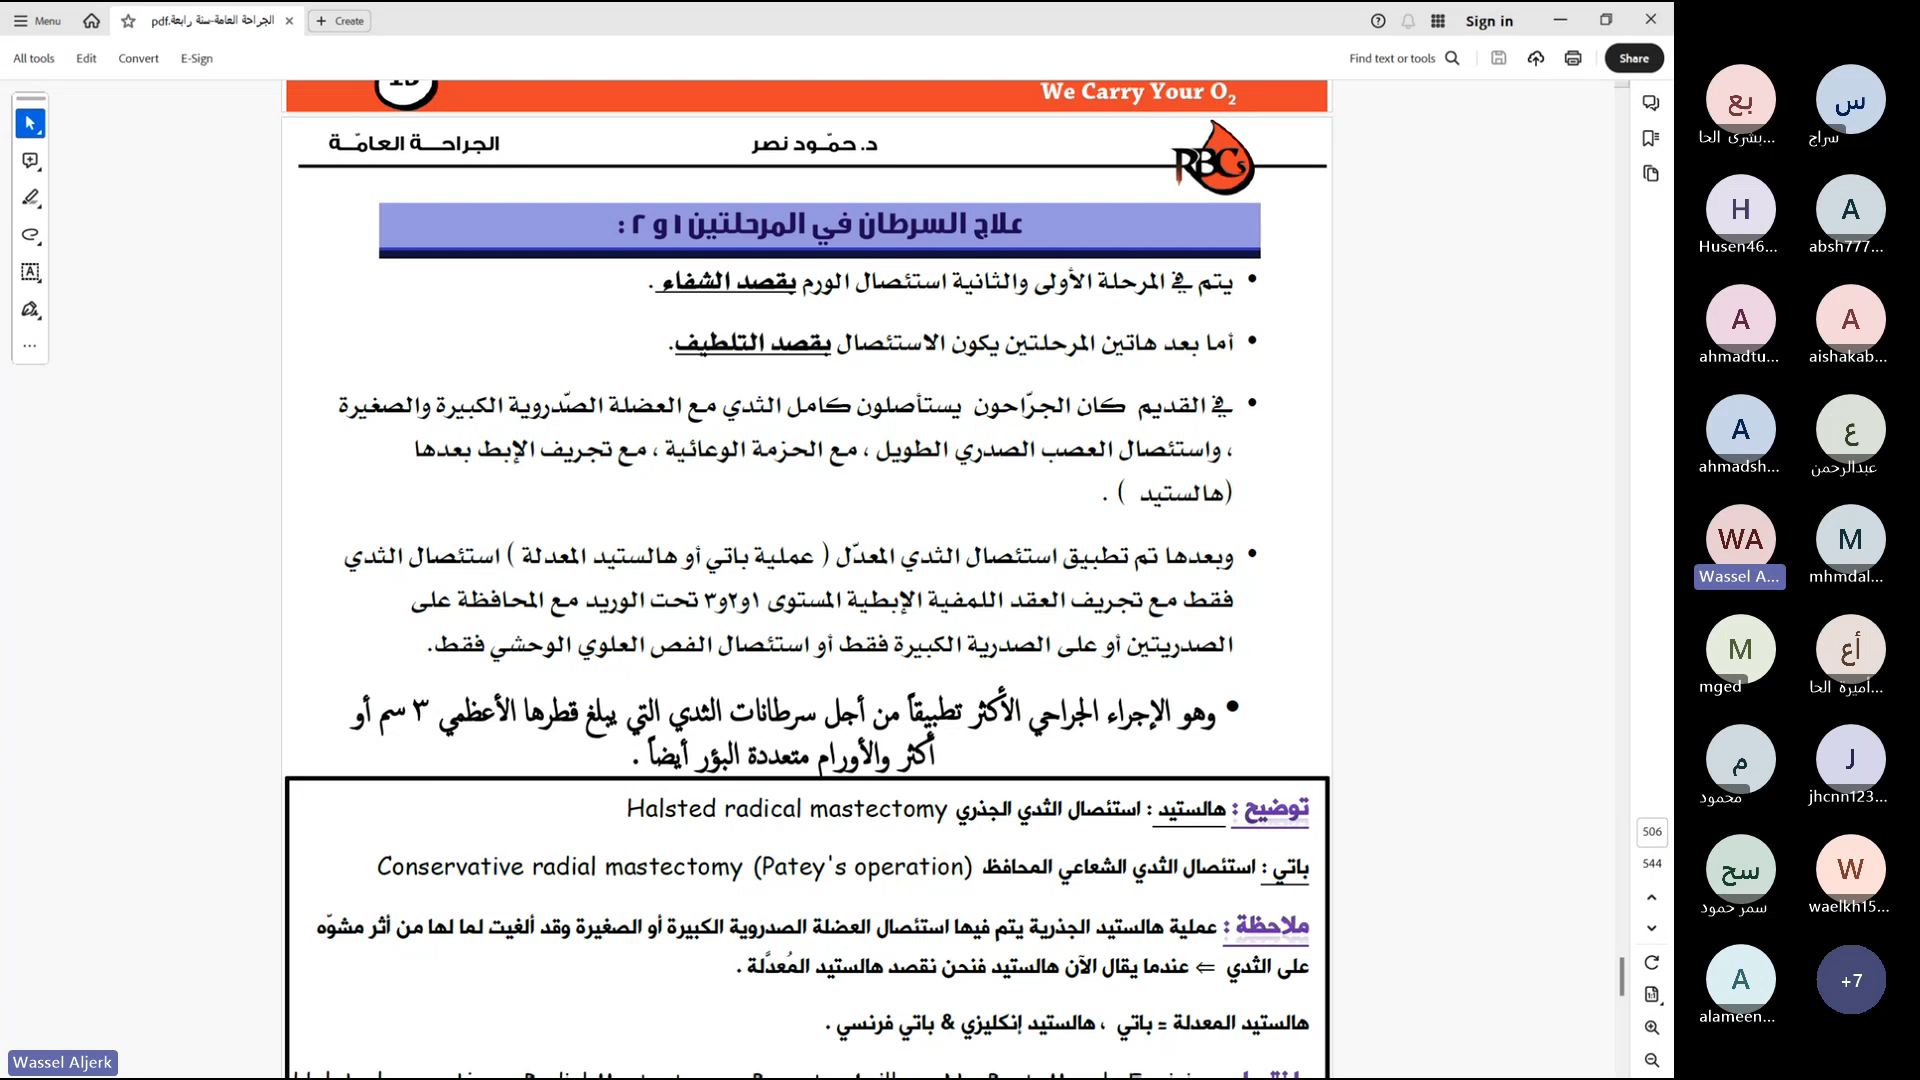 Menu
الجراحة العامة-سنة رابعة.pdf
Create
Sign in
All tools
Edit
Convert
E-Sign
Find text or tools
Share
We Carry Your O2
الجراحـــة العامـّـة
د. حمـّـود نصر
RBCs
علاج السرطان في المرحلتين ١ و ٢ :
• يتم في المرحلة الأولى والثانية استئصال الورم بقصد الشفاء .
• أما بعد هاتين المرحلتين يكون الاستئصال بقصد التلطيف.
• في القديم كان الجرّاحون يستأصلون كامل الثدي مع العضلة الصّدروية الكبيرة والصغيرة
، واستئصال العصب الصدري الطويل ، مع الحزمة الوعائية ، مع تجريف الإبط بعدها
(هالستيد ) .
• وبعدها تم تطبيق استئصال الثدي المعدّل ( عملية باتي أو هالستيد المعدلة ) استئصال الثدي
فقط مع تجريف العقد اللمفية الإبطية المستوى ١و٢و٣ تحت الوريد مع المحافظة على
الصدريتين أو على الصدرية الكبيرة فقط أو استئصال الفص العلوي الوحشي فقط.
• وهو الإجراء الجراحي الأكثر تطبيقاً من أجل سرطانات الثدي التي يبلغ قطرها الأعظمي ٣ سم أو
أكثر والأورام متعددة البؤر أيضاً .
توضيح : هالستيد : استئصال الثدي الجذري Halsted radical mastectomy
باتي : استئصال الثدي الشعاعي المحافظ Conservative radial mastectomy (Patey's operation)
ملاحظة : عملية هالستيد الجذرية يتم فيها استئصال العضلة الصدروية الكبيرة أو الصغيرة وقد ألغيت لما لها من أثر مشوّه
على الثدي ⇐ عندما يقال الآن هالستيد فنحن نقصد هالستيد المُعدَّلة .
هالستيد المعدلة = باتي ، هالستيد إنكليزي & باتي فرنسي .
506
544
Wassel Aljerk
بع
بشرى الحا...
س
سراج
H
Husen46...
A
absh777...
A
ahmadtu...
A
aishakab...
A
ahmadsh...
ع
عبدالرحمن
WA
Wassel A...
M
mhmdal...
M
mged
أع
أميرة الحا...
م
محمود
J
jhcnn123...
سح
سمر حمود
W
waelkh15...
A
alameen...
+7